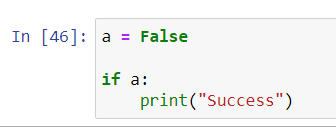 In [46]: a = False
if a:
    print("Success")